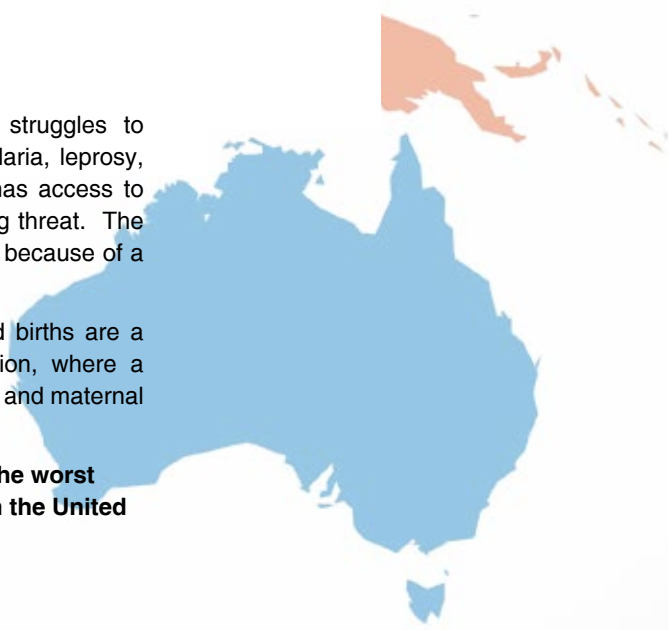 struggles to
laria, leprosy,
has access to
g threat. The
because of a
d births are a
ion, where a
and maternal
he worst
n the United